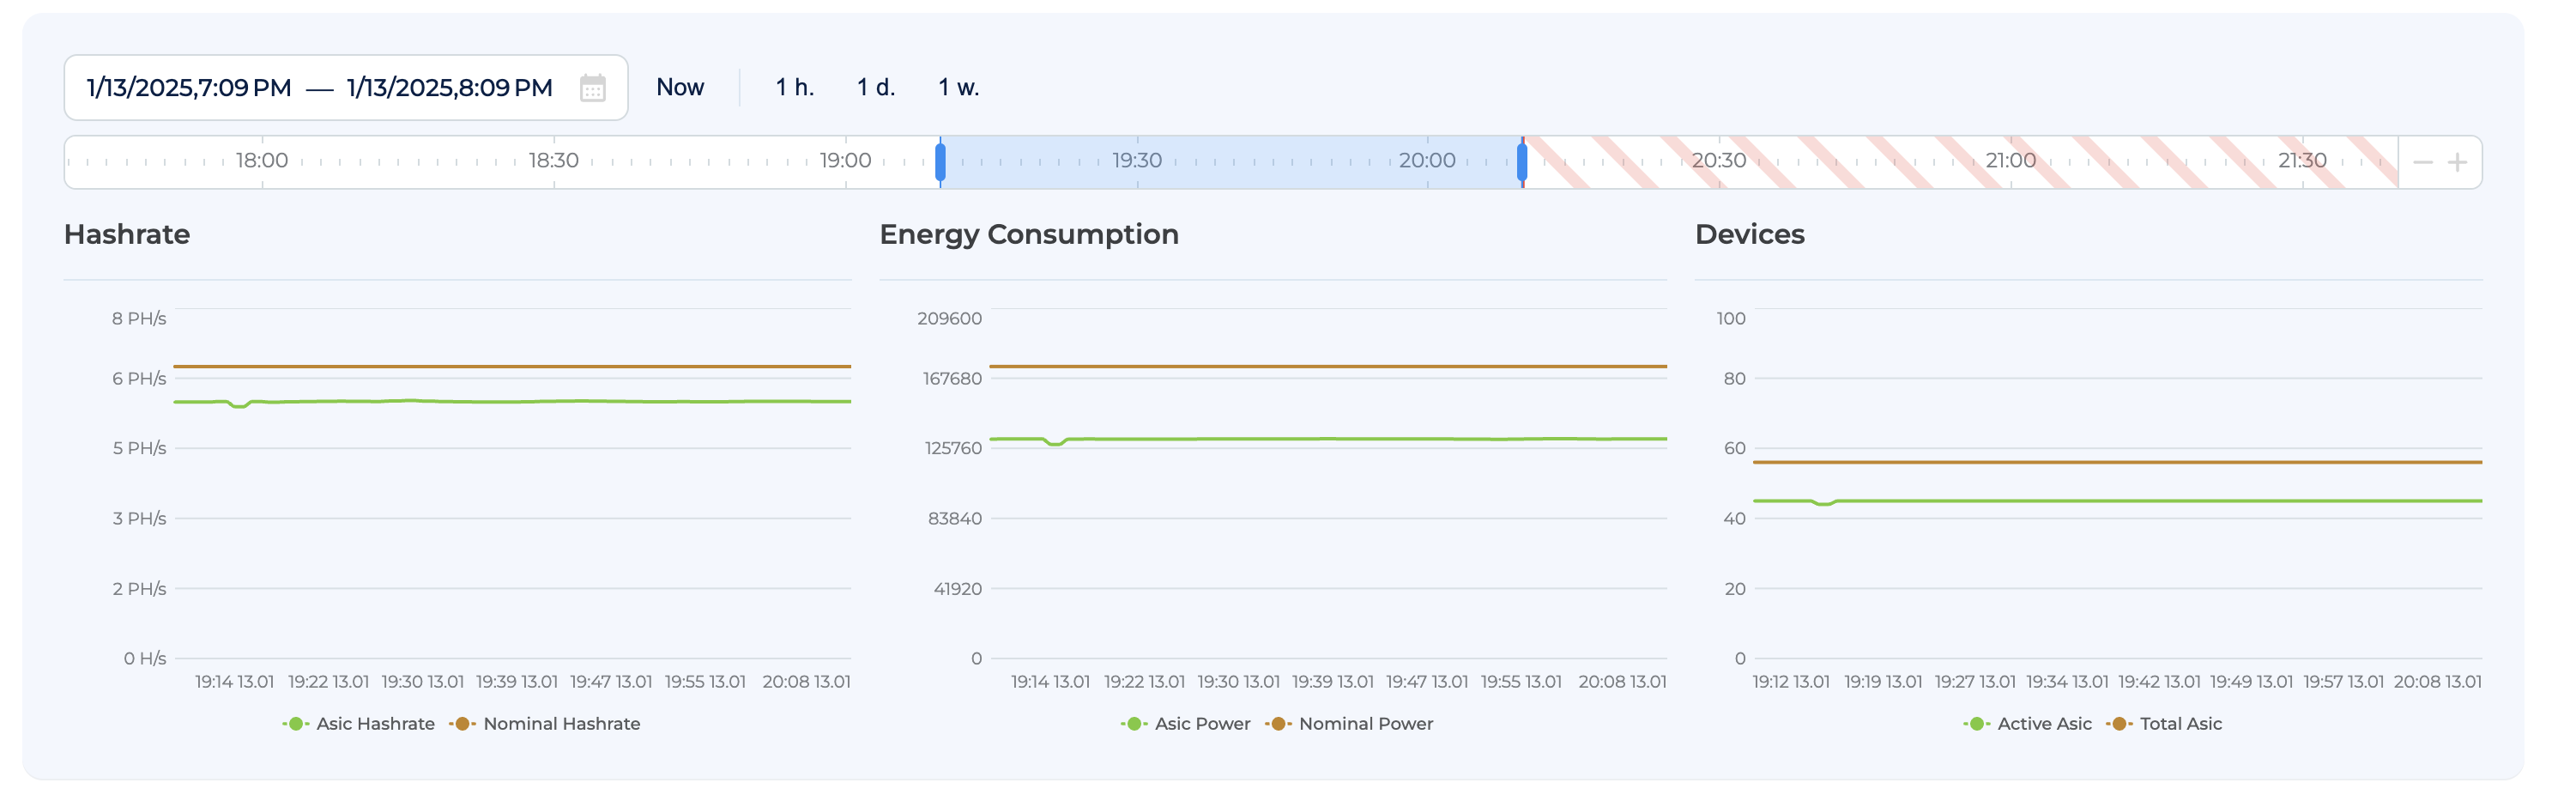 1/13/2025,7:09 PM — 1/13/2025,8:09 PM Now 1 h. 1 d. 1 w.
18:00 18:30 19:00 19:30 20:00 20:30 21:00 21:30 − +
Hashrate
8 PH/s
6 PH/s
5 PH/s
3 PH/s
2 PH/s
0 H/s
19:14 13.01 19:22 13.01 19:30 13.01 19:39 13.01 19:47 13.01 19:55 13.01 20:08 13.01
Asic Hashrate Nominal Hashrate
Energy Consumption
209600
167680
125760
83840
41920
0
19:14 13.01 19:22 13.01 19:30 13.01 19:39 13.01 19:47 13.01 19:55 13.01 20:08 13.01
Asic Power Nominal Power
Devices
100
80
60
40
20
0
19:12 13.01 19:19 13.01 19:27 13.01 19:34 13.01 19:42 13.01 19:49 13.01 19:57 13.01 20:08 13.01
Active Asic Total Asic